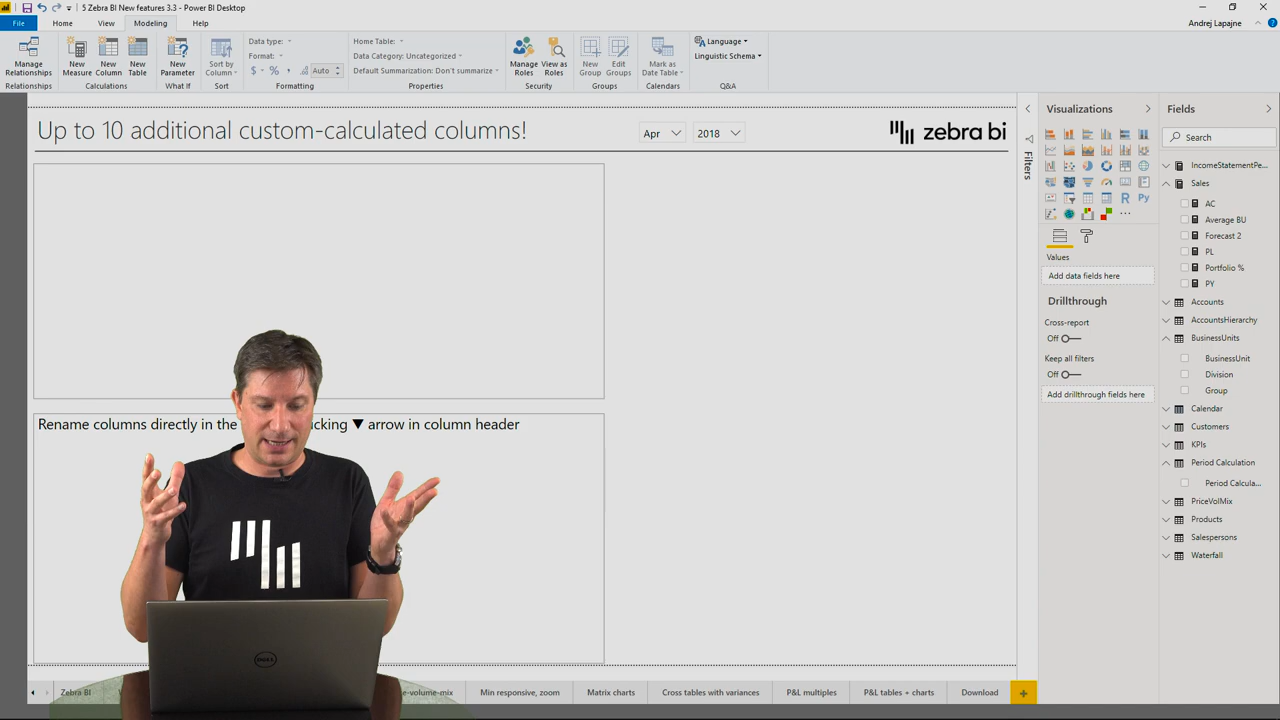 5 Zebra BI New features 3.3 - Power BI Desktop
File Home View Modeling Help
Andrej Lapajne
Manage Relationships
New Measure
New Column
New Table
New Parameter
Sort by Column
Data type:
Format:
$ % , Auto
Home Table:
Data Category: Uncategorized
Default Summarization: Don't summarize
Manage Roles
View as Roles
New Group
Edit Groups
Mark as Date Table
Language
Linguistic Schema
Relationships Calculations What If Sort Formatting Properties Security Groups Calendars Q&A
Up to 10 additional custom-calculated columns!
Apr 2018
zebra bi
Rename columns directly in the
icking ▼ arrow in column header
Filters
Visualizations
R Py
Values
Add data fields here
Drillthrough
Cross-report
Off
Keep all filters
Off
Add drillthrough fields here
Fields
Search
IncomeStatementPe...
Sales
AC
Average BU
Forecast 2
PL
Portfolio %
PY
Accounts
AccountsHierarchy
BusinessUnits
BusinessUnit
Division
Group
Calendar
Customers
KPIs
Period Calculation
Period Calcula...
PriceVolMix
Products
Salespersons
Waterfall
Zebra BI
e-volume-mix Min responsive, zoom Matrix charts Cross tables with variances P&L multiples P&L tables + charts Download +
DELL